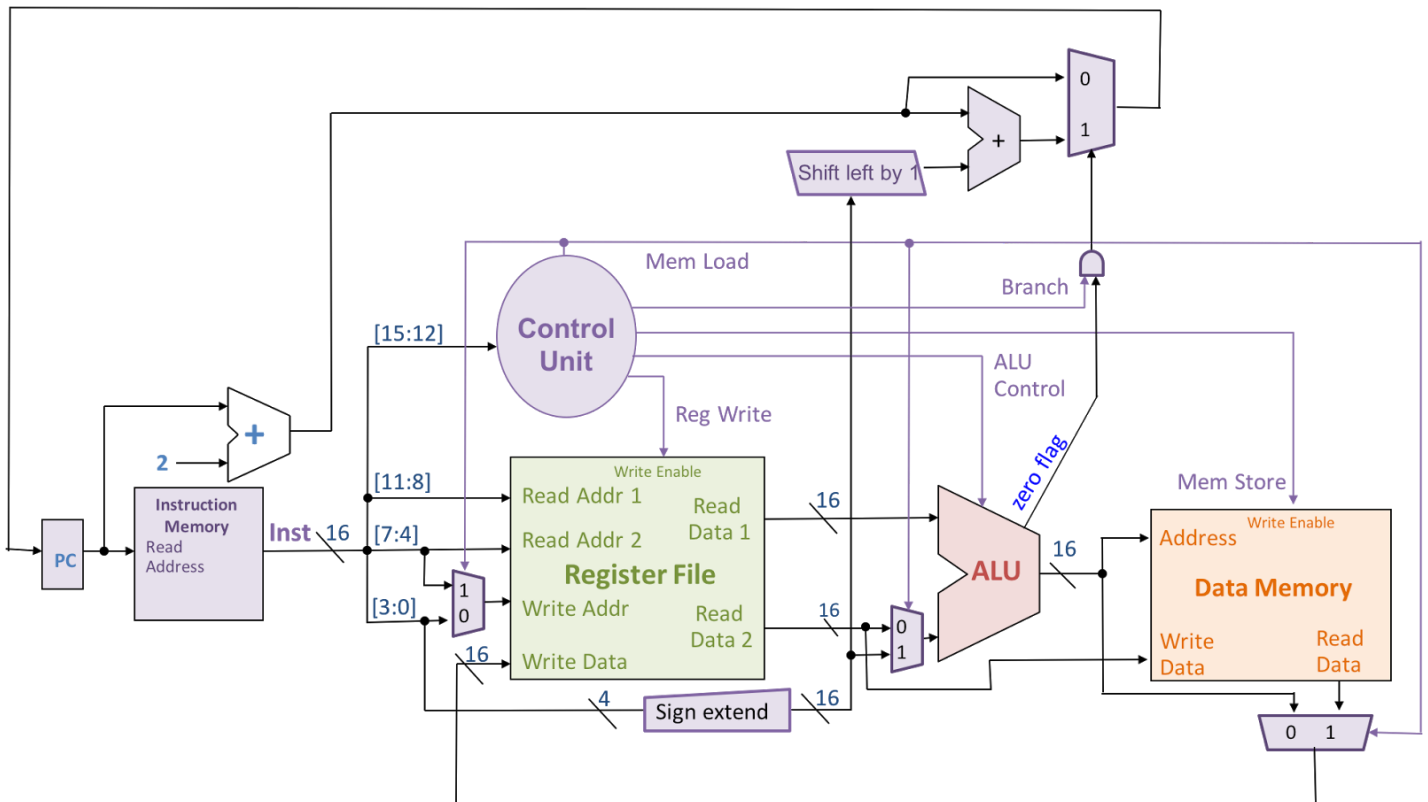 0
1
+
Shift left by 1
Mem Load
Branch
Control
Unit
[15:12]
ALU
Control
Reg Write
+
2
zero flag
Mem Store
Instruction
Memory
Read
Address
PC
Inst
16
[11:8]
[7:4]
[3:0]
1
0
16
Write Enable
Read Addr 1
Read
Data 1
Read Addr 2
Register File
Write Addr
Read
Data 2
Write Data
16
16
0
1
ALU
16
Write Enable
Address
Data Memory
Write
Data
Read
Data
4
Sign extend
16
0 1